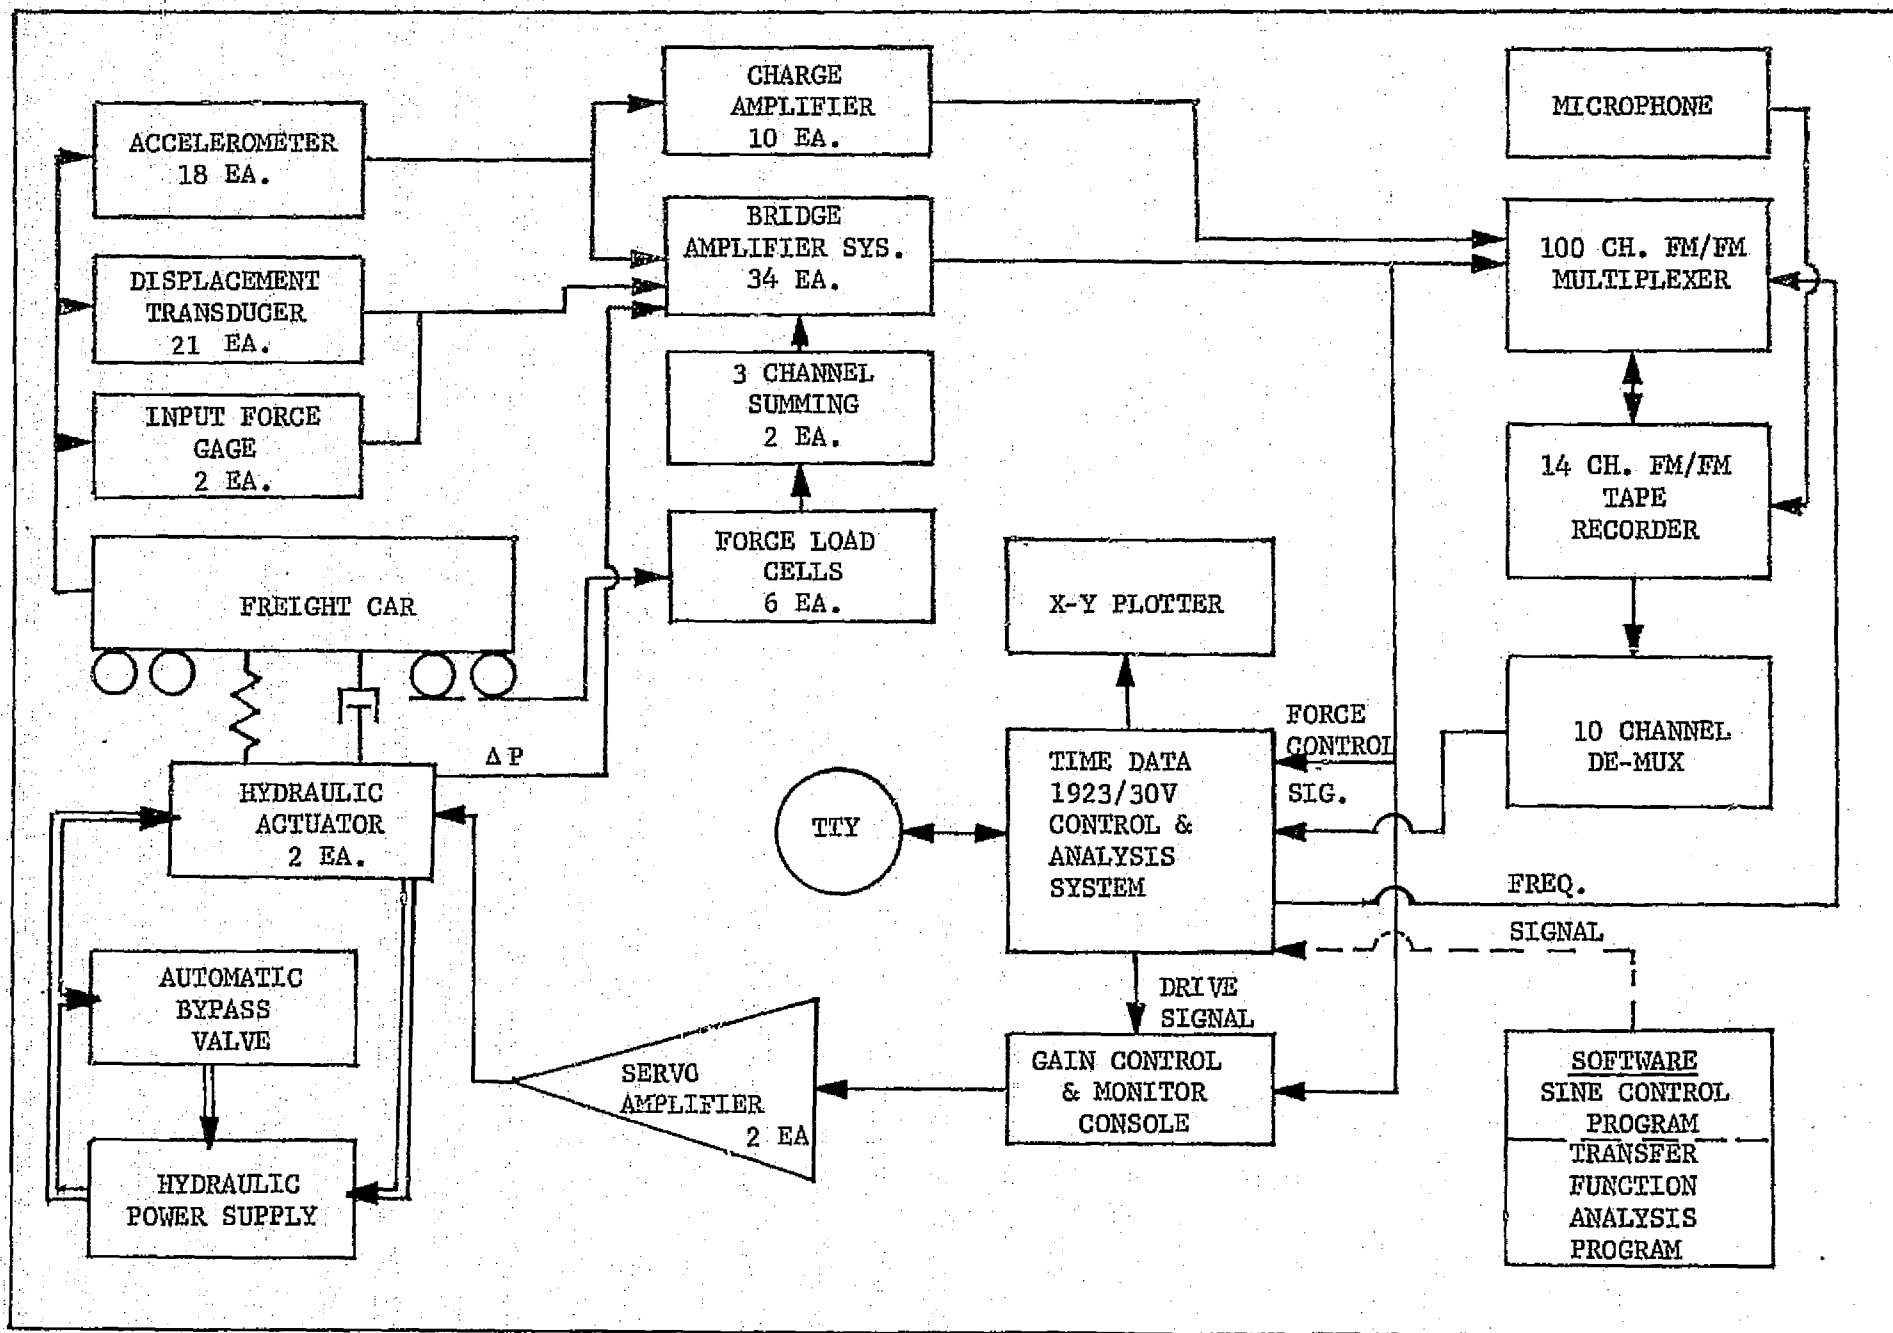 ACCELEROMETER
18 EA.
DISPLACEMENT
TRANSDUCER
21 EA.
INPUT FORCE
GAGE
2 EA.
FREIGHT CAR
CHARGE
AMPLIFIER
10 EA.
BRIDGE
AMPLIFIER SYS.
34 EA.
3 CHANNEL
SUMMING
2 EA.
FORCE LOAD
CELLS
6 EA.
MICROPHONE
100 CH. FM/FM
MULTIPLEXER
14 CH. FM/FM
TAPE
RECORDER
10 CHANNEL
DE-MUX
X-Y PLOTTER
FORCE
CONTROL
SIG.
TIME DATA
1923/30V
CONTROL &
ANALYSIS
SYSTEM
TTY
ΔP
HYDRAULIC
ACTUATOR
2 EA.
FREQ.
SIGNAL
DRIVE
SIGNAL
AUTOMATIC
BYPASS
VALVE
HYDRAULIC
POWER SUPPLY
SERVO
AMPLIFIER
2 EA
GAIN CONTROL
& MONITOR
CONSOLE
SOFTWARE
SINE CONTROL
PROGRAM
TRANSFER
FUNCTION
ANALYSIS
PROGRAM